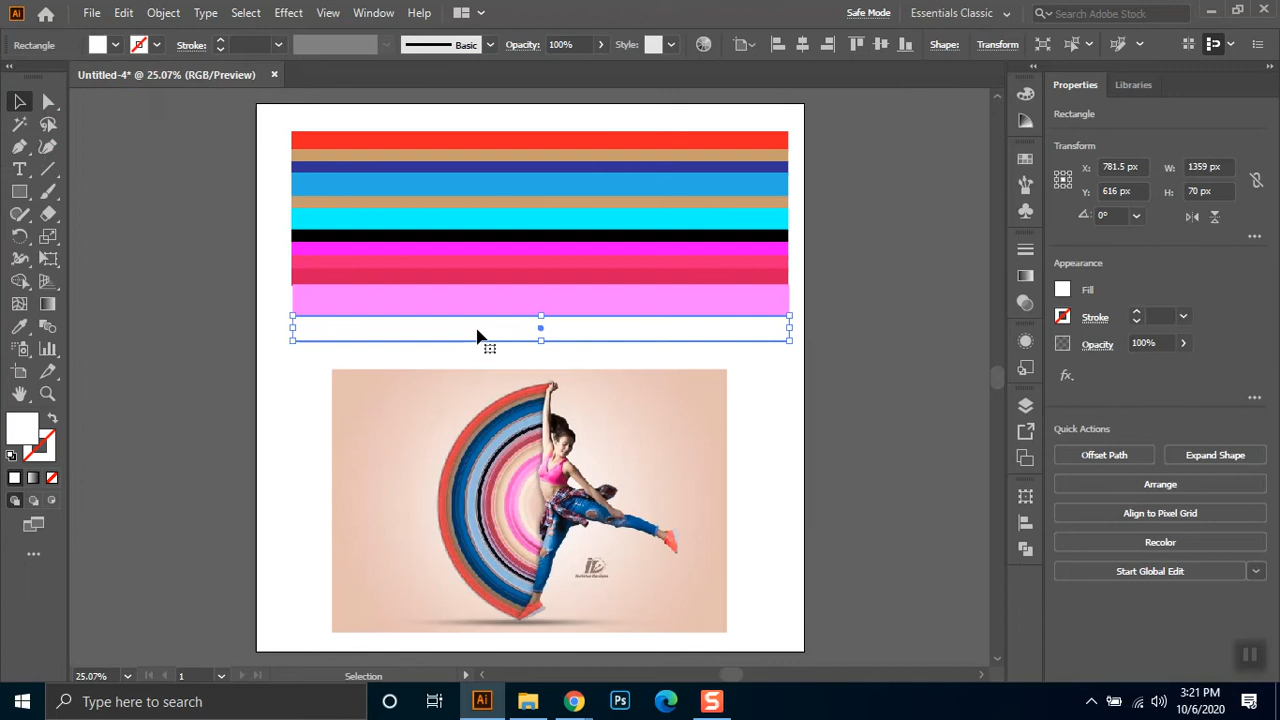 Ai File Edit Object Type Select Effect View Window Help Safe Mode Essentials Classic Search Adobe Stock
Rectangle Stroke: Basic Opacity: 100% Style: Shape: Transform
Untitled-4* @ 25.07% (RGB/Preview) ×
Properties Libraries
Rectangle
Transform
X: 781.5 px W: 1359 px
Y: 616 px H: 70 px
0°
Appearance
Fill
Stroke
Opacity 100%
fx.
Quick Actions
Offset Path Expand Shape
Arrange
Align to Pixel Grid
Recolor
Start Global Edit
25.07% 1 Selection
Type here to search Ai Ps S 3:21 PM
10/6/2020